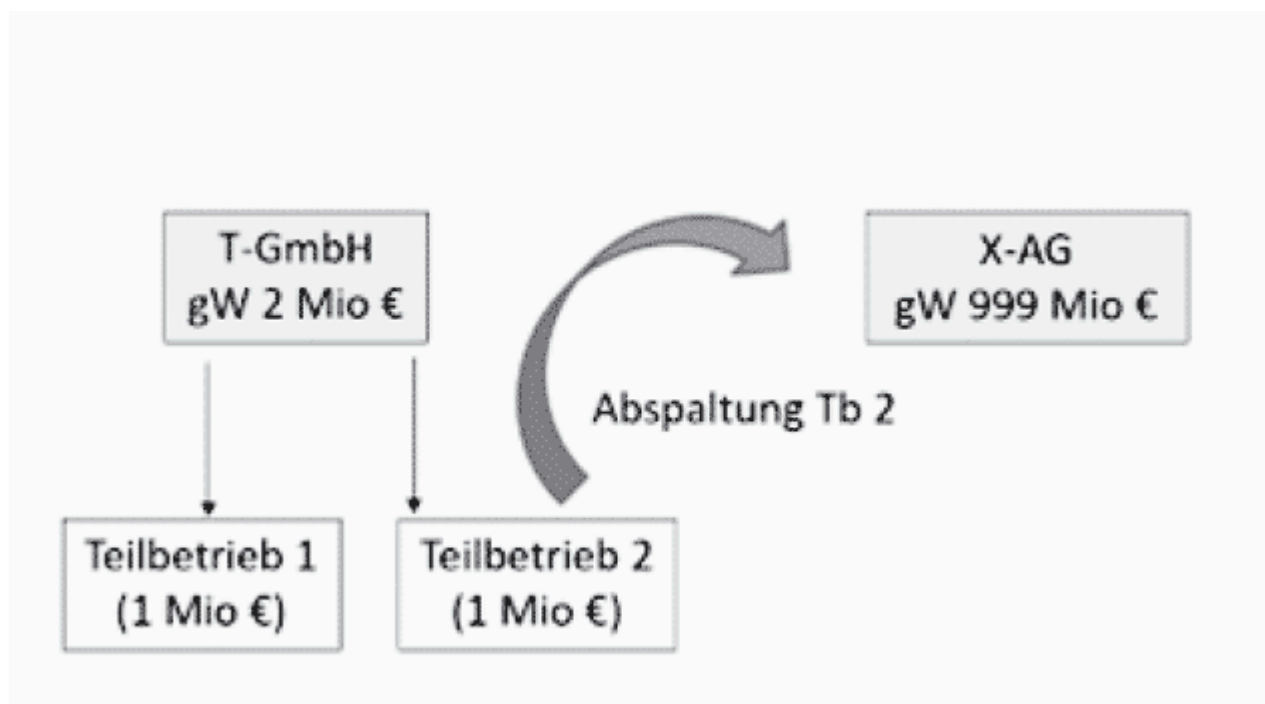 T-GmbH
gW 2 Mio €
X-AG
gW 999 Mio €
Abspaltung Tb 2
Teilbetrieb 1
(1 Mio €)
Teilbetrieb 2
(1 Mio €)